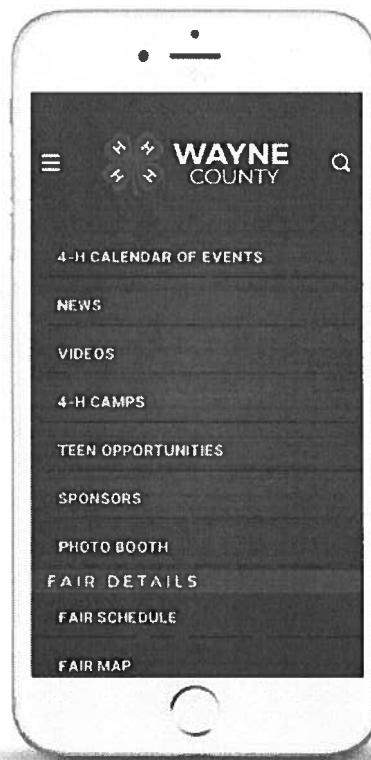 H H
WAYNE
H H
COUNTY
4-H CALENDAR OF EVENTS
NEWS
VIDEOS
4-H CAMPS
TEEN OPPORTUNITIES
SPONSORS
PHOTO BOOTH
FAIR DETAILS
FAIR SCHEDULE
FAIR MAP